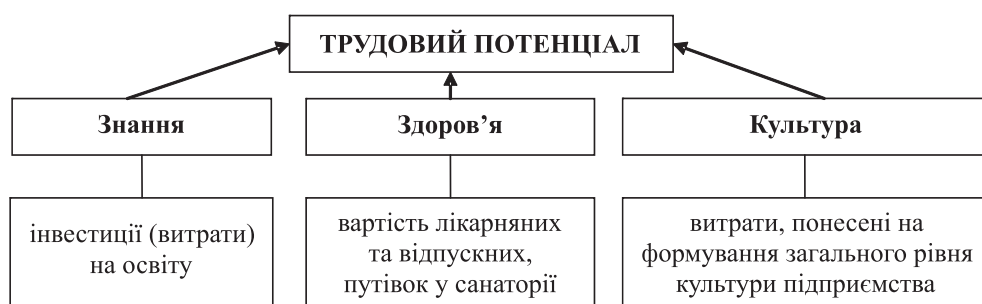 ТРУДОВИЙ ПОТЕНЦІАЛ
Знання
Здоров’я
Культура
інвестиції (витрати)
на освіту
вартість лікарняних
та відпускних,
путівок у санаторії
витрати, понесені на
формування загального рівня
культури підприємства